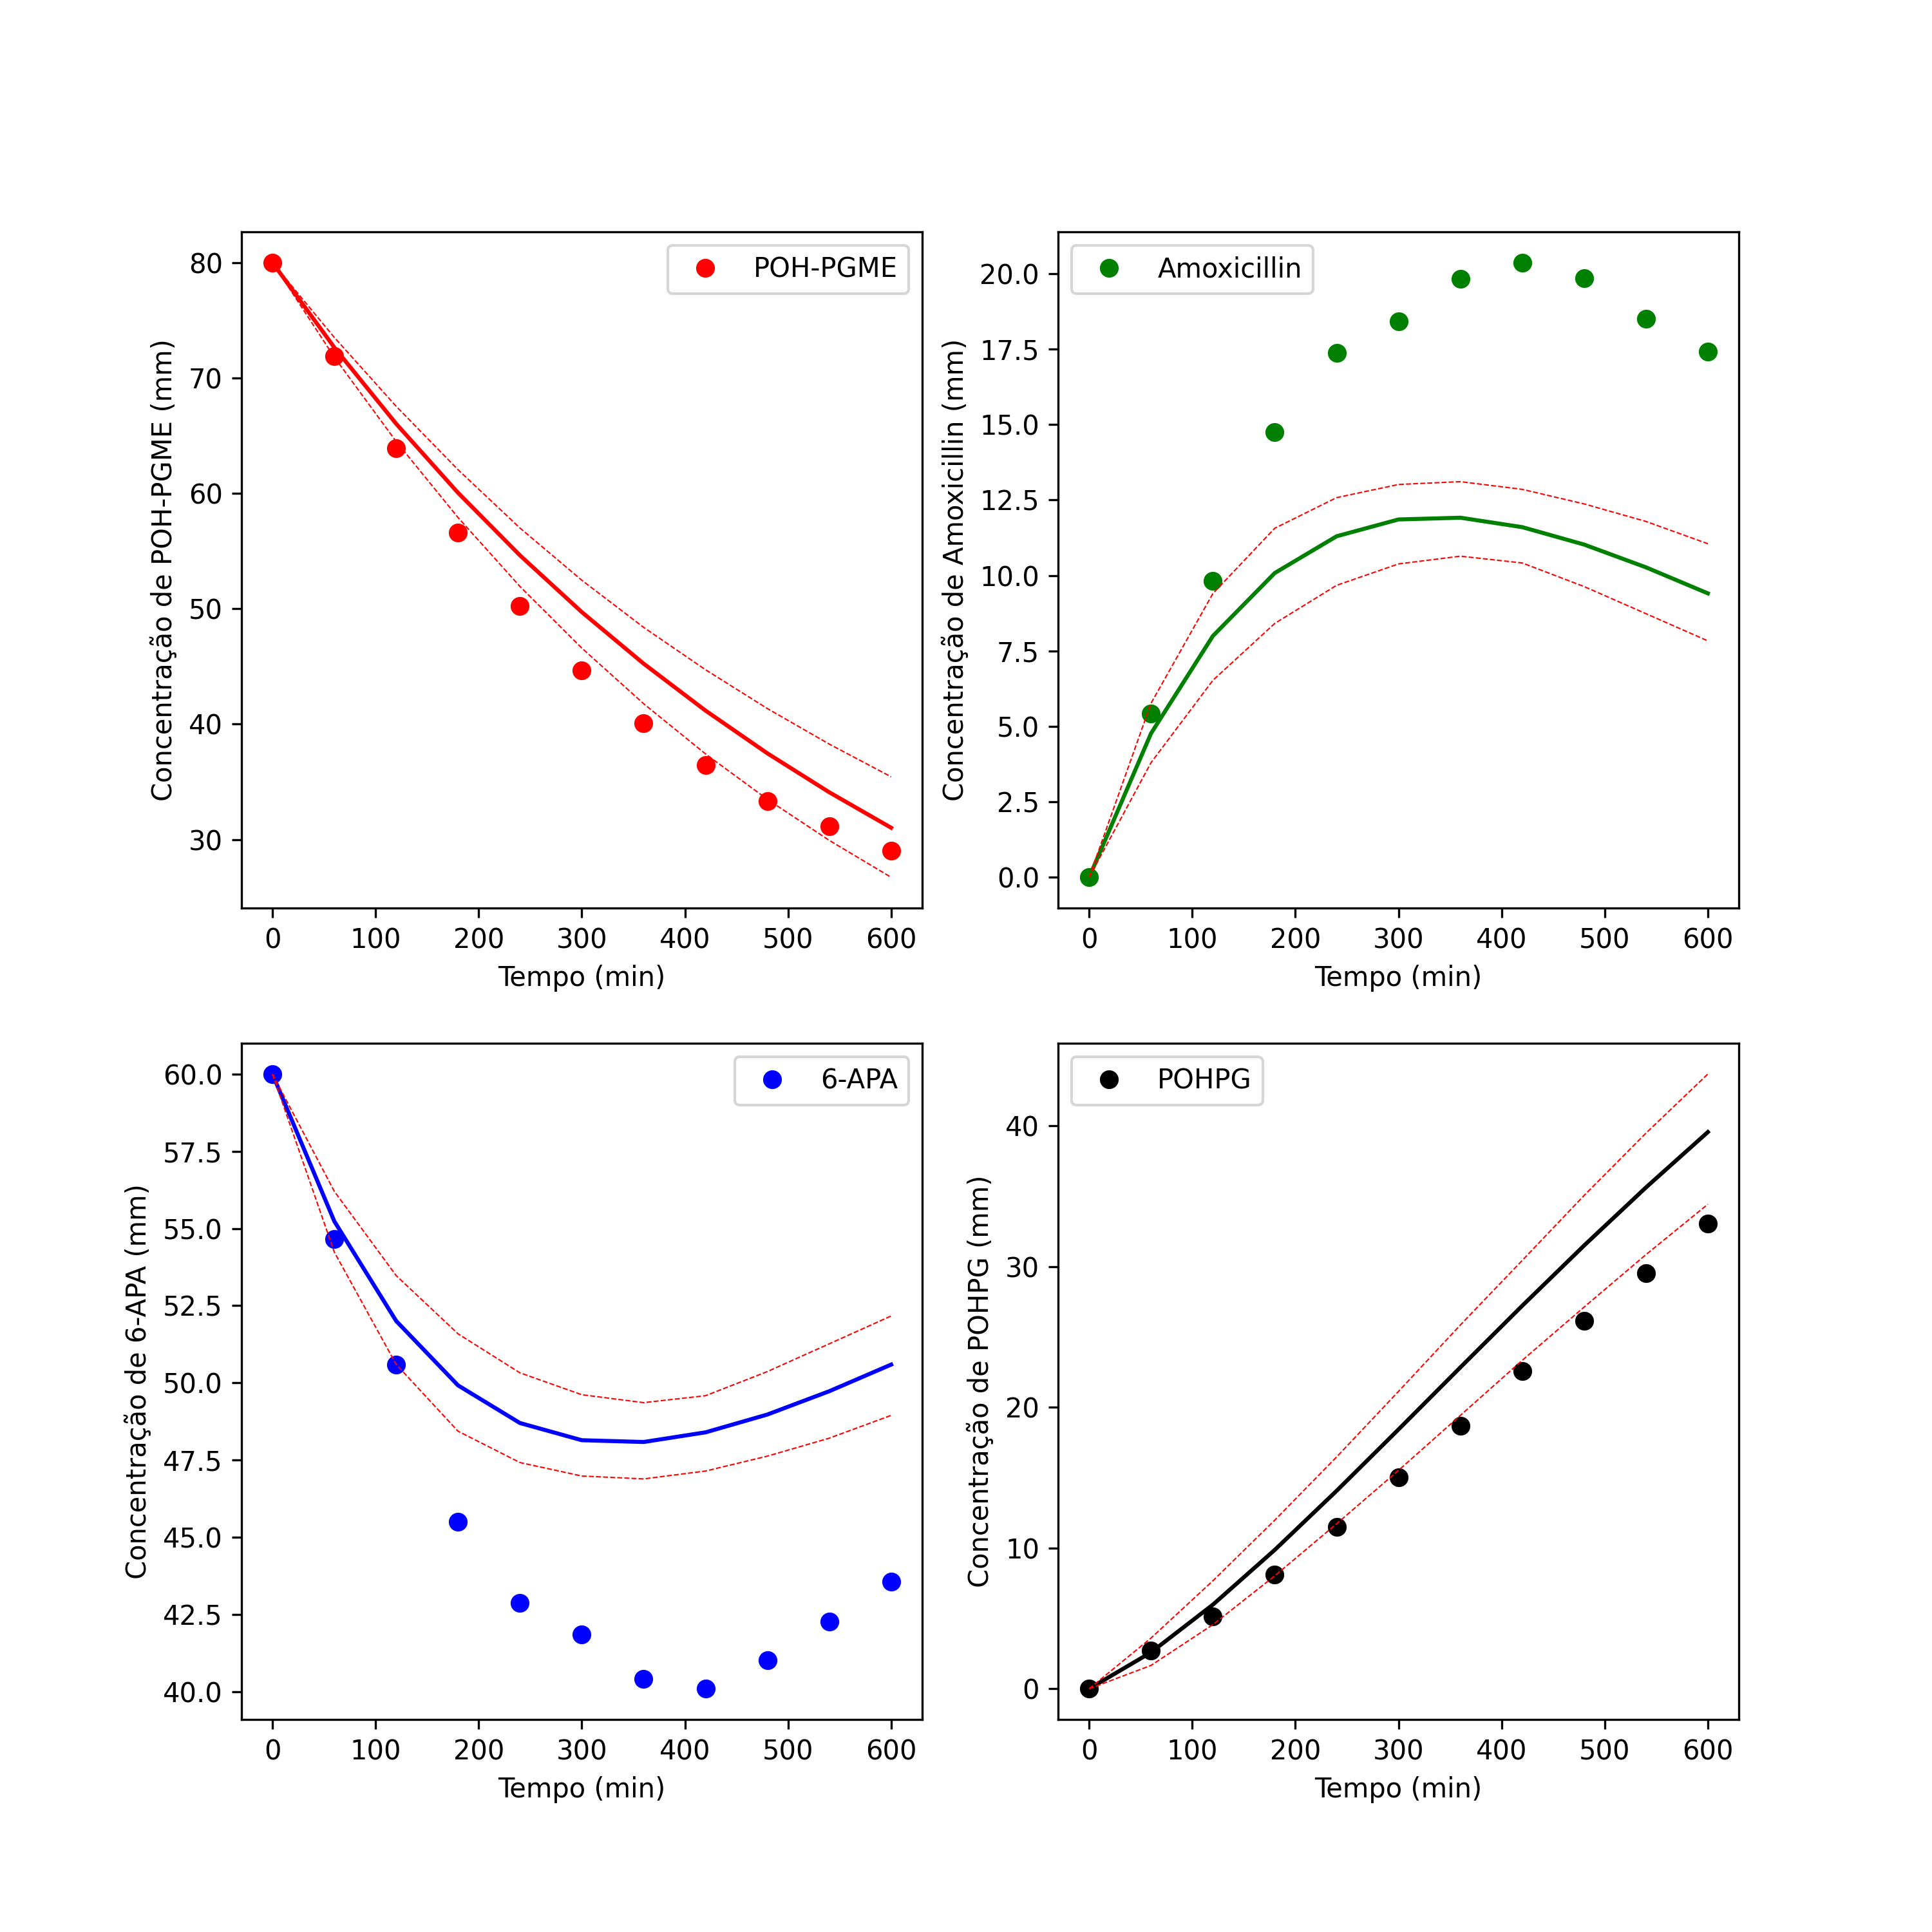 POH-PGME
Concentração de POH-PGME (mm)
80
70
60
50
40
30
0 100 200 300 400 500 600
Tempo (min)
Amoxicillin
Concentração de Amoxicillin (mm)
20.0
17.5
15.0
12.5
10.0
7.5
5.0
2.5
0.0
0 100 200 300 400 500 600
Tempo (min)
6-APA
Concentração de 6-APA (mm)
60.0
57.5
55.0
52.5
50.0
47.5
45.0
42.5
40.0
0 100 200 300 400 500 600
Tempo (min)
POHPG
Concentração de POHPG (mm)
40
30
20
10
0
0 100 200 300 400 500 600
Tempo (min)